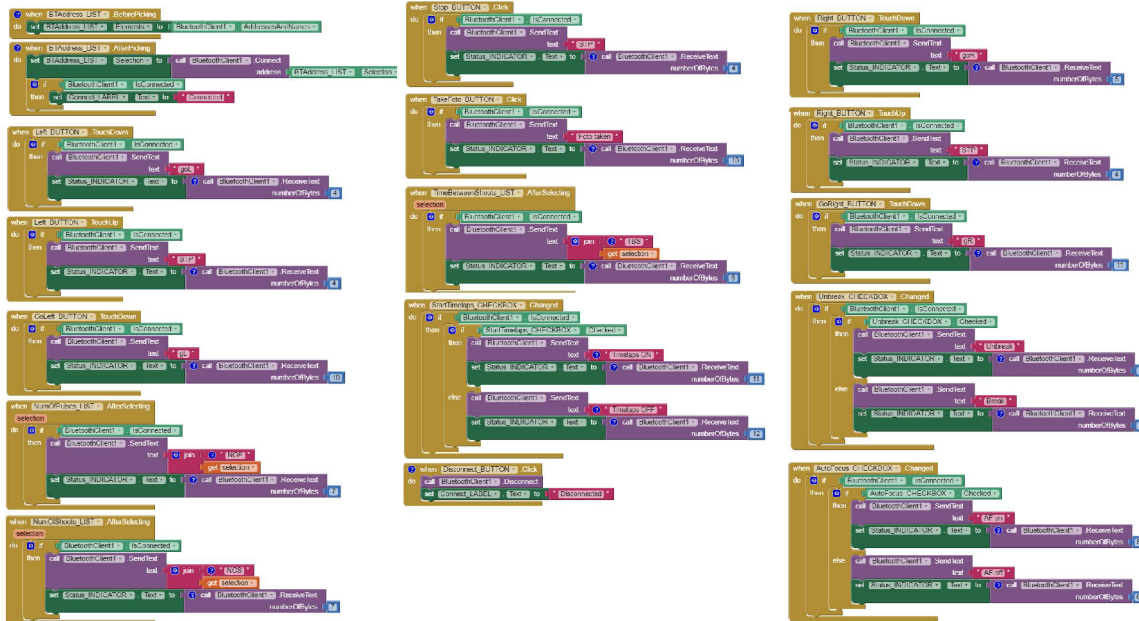 when BTAddress_LIST .BeforePicking
do set BTAddress_LIST . Elements to BluetoothClient1 . AddressesAndNames
when BTAddress_LIST .AfterPicking
do set BTAddress_LIST . Selection to call BluetoothClient1 .Connect
address BTAddress_LIST . Selection
if BluetoothClient1 . IsConnected
then set Connect_LABEL . Text to " Connected "
when Left_BUTTON .TouchDown
do if BluetoothClient1 . IsConnected
then call BluetoothClient1 .SendText
text " goL "
set Status_INDICATOR . Text to call BluetoothClient1 .ReceiveText
numberOfBytes 4
when Left_BUTTON .TouchUp
do if BluetoothClient1 . IsConnected
then call BluetoothClient1 .SendText
text " STP "
set Status_INDICATOR . Text to call BluetoothClient1 .ReceiveText
numberOfBytes 4
when GoLeft_BUTTON .TouchDown
do if BluetoothClient1 . IsConnected
then call BluetoothClient1 .SendText
text " gL "
set Status_INDICATOR . Text to call BluetoothClient1 .ReceiveText
numberOfBytes 10
when NumOfPulses_LIST .AfterSelecting
selection
do if BluetoothClient1 . IsConnected
then call BluetoothClient1 .SendText
text join " NOP "
get selection
set Status_INDICATOR . Text to call BluetoothClient1 .ReceiveText
numberOfBytes 7
when NumOfShoots_LIST .AfterSelecting
selection
do if BluetoothClient1 . IsConnected
then call BluetoothClient1 .SendText
text join " NOS "
get selection
set Status_INDICATOR . Text to call BluetoothClient1 .ReceiveText
numberOfBytes 7
when Stop_BUTTON .Click
do if BluetoothClient1 . IsConnected
then call BluetoothClient1 .SendText
text " STP "
set Status_INDICATOR . Text to call BluetoothClient1 .ReceiveText
numberOfBytes 4
when TakeFoto_BUTTON .Click
do if BluetoothClient1 . IsConnected
then call BluetoothClient1 .SendText
text " Foto taken "
set Status_INDICATOR . Text to call BluetoothClient1 .ReceiveText
numberOfBytes
when TimeBetweenShoots_LIST .AfterSelecting
selection
do if BluetoothClient1 . IsConnected
then call BluetoothClient1 .SendText
text join " TBS "
get selection
set Status_INDICATOR . Text to call BluetoothClient1 .ReceiveText
numberOfBytes
when StartTimelaps_CHECKBOX .Changed
do if BluetoothClient1 . IsConnected
then if StartTimelaps_CHECKBOX . Checked
then call BluetoothClient1 .SendText
text " Timelaps ON "
set Status_INDICATOR . Text to call BluetoothClient1 .ReceiveText
numberOfBytes 11
else call BluetoothClient1 .SendText
text " Timelaps OFF "
set Status_INDICATOR . Text to call BluetoothClient1 .ReceiveText
numberOfBytes 12
when Disconnect_BUTTON .Click
do call BluetoothClient1 .Disconnect
set Connect_LABEL . Text to " Disconnected "
when Right_BUTTON .TouchDown
do if BluetoothClient1 . IsConnected
then call BluetoothClient1 .SendText
text " goR "
set Status_INDICATOR . Text to call BluetoothClient1 .ReceiveText
numberOfBytes 5
when Right_BUTTON .TouchUp
do if BluetoothClient1 . IsConnected
then call BluetoothClient1 .SendText
text " STP "
set Status_INDICATOR . Text to call BluetoothClient1 .ReceiveText
numberOfBytes 4
when GoRight_BUTTON .TouchDown
do if BluetoothClient1 . IsConnected
then call BluetoothClient1 .SendText
text " gR "
set Status_INDICATOR . Text to call BluetoothClient1 .ReceiveText
numberOfBytes 11
when Unbreak_CHECKBOX .Changed
do if BluetoothClient1 . IsConnected
then if Unbreak_CHECKBOX . Checked
then call BluetoothClient1 .SendText
text " Unbreak "
set Status_INDICATOR . Text to call BluetoothClient1 .ReceiveText
numberOfBytes
else call BluetoothClient1 .SendText
text " Break "
set Status_INDICATOR . Text to call BluetoothClient1 .ReceiveText
numberOfBytes
when AutoFocus_CHECKBOX .Changed
do if BluetoothClient1 . IsConnected
then if AutoFocus_CHECKBOX . Checked
then call BluetoothClient1 .SendText
text " AF on "
set Status_INDICATOR . Text to call BluetoothClient1 .ReceiveText
numberOfBytes
else call BluetoothClient1 .SendText
text " AF off "
set Status_INDICATOR . Text to call BluetoothClient1 .ReceiveText
numberOfBytes